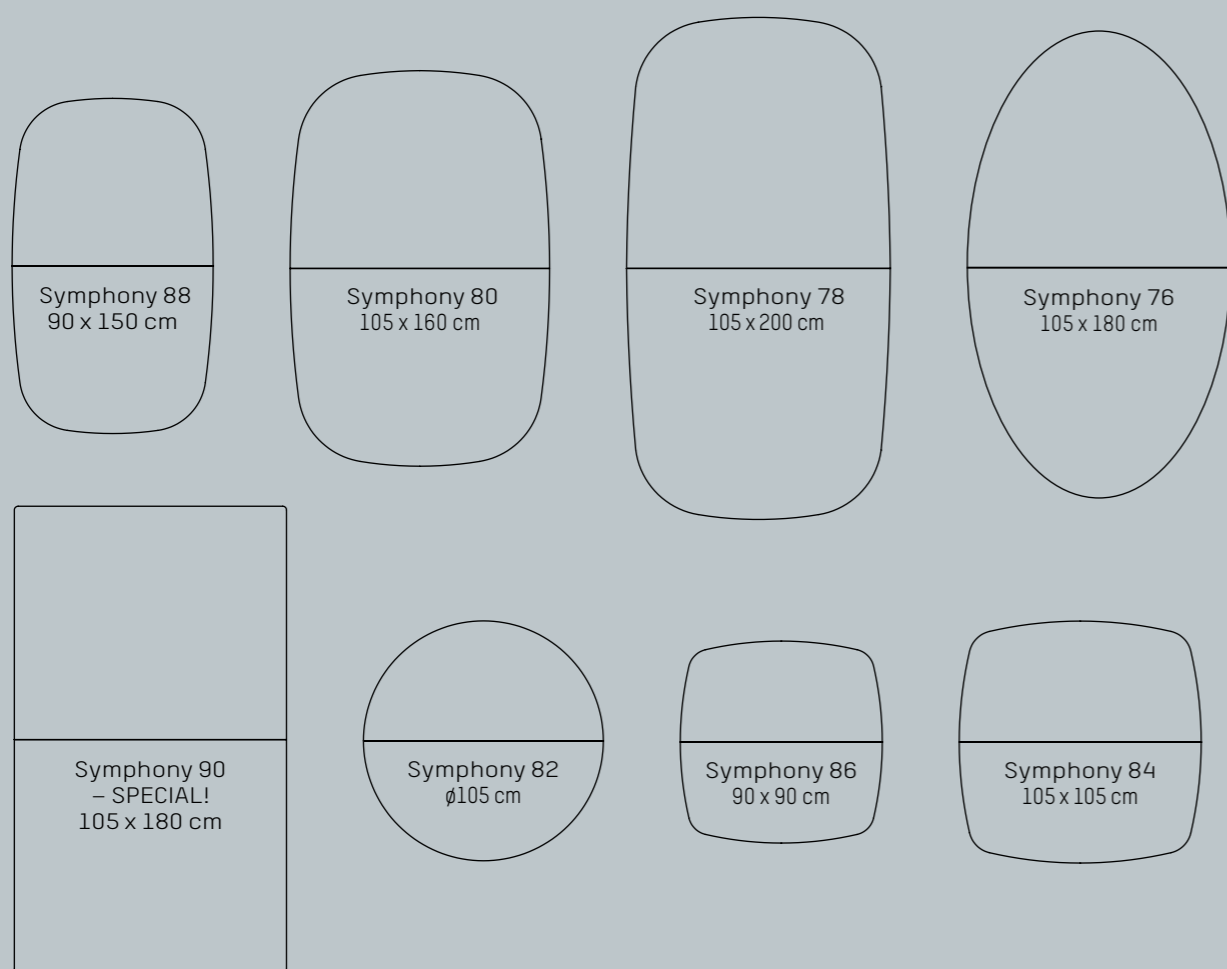 Symphony 88
90 x 150 cm
Symphony 80
105 x 160 cm
Symphony 78
105 x 200 cm
Symphony 76
105 x 180 cm
Symphony 90
– SPECIAL!
105 x 180 cm
Symphony 82
ø105 cm
Symphony 86
90 x 90 cm
Symphony 84
105 x 105 cm